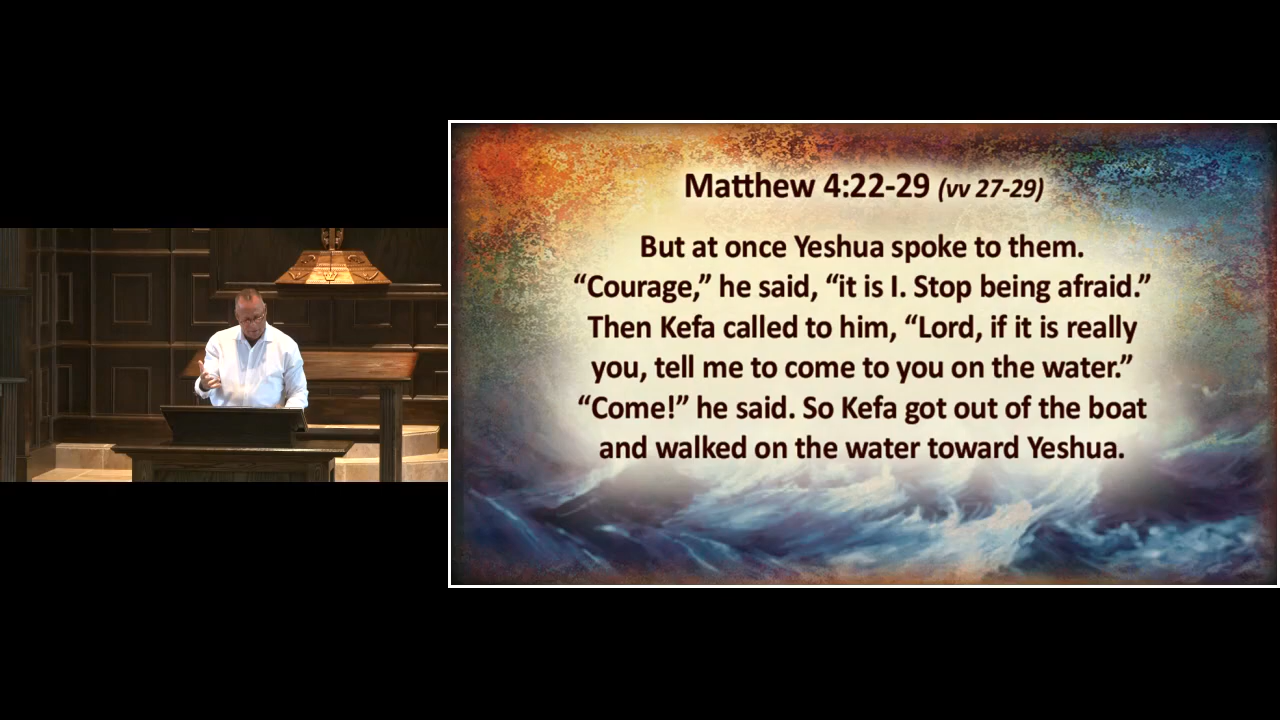 Matthew 4:22-29 (vv 27-29)
But at once Yeshua spoke to them.
“Courage,” he said, “it is I. Stop being afraid.”
Then Kefa called to him, “Lord, if it is really
you, tell me to come to you on the water.”
“Come!” he said. So Kefa got out of the boat
and walked on the water toward Yeshua.